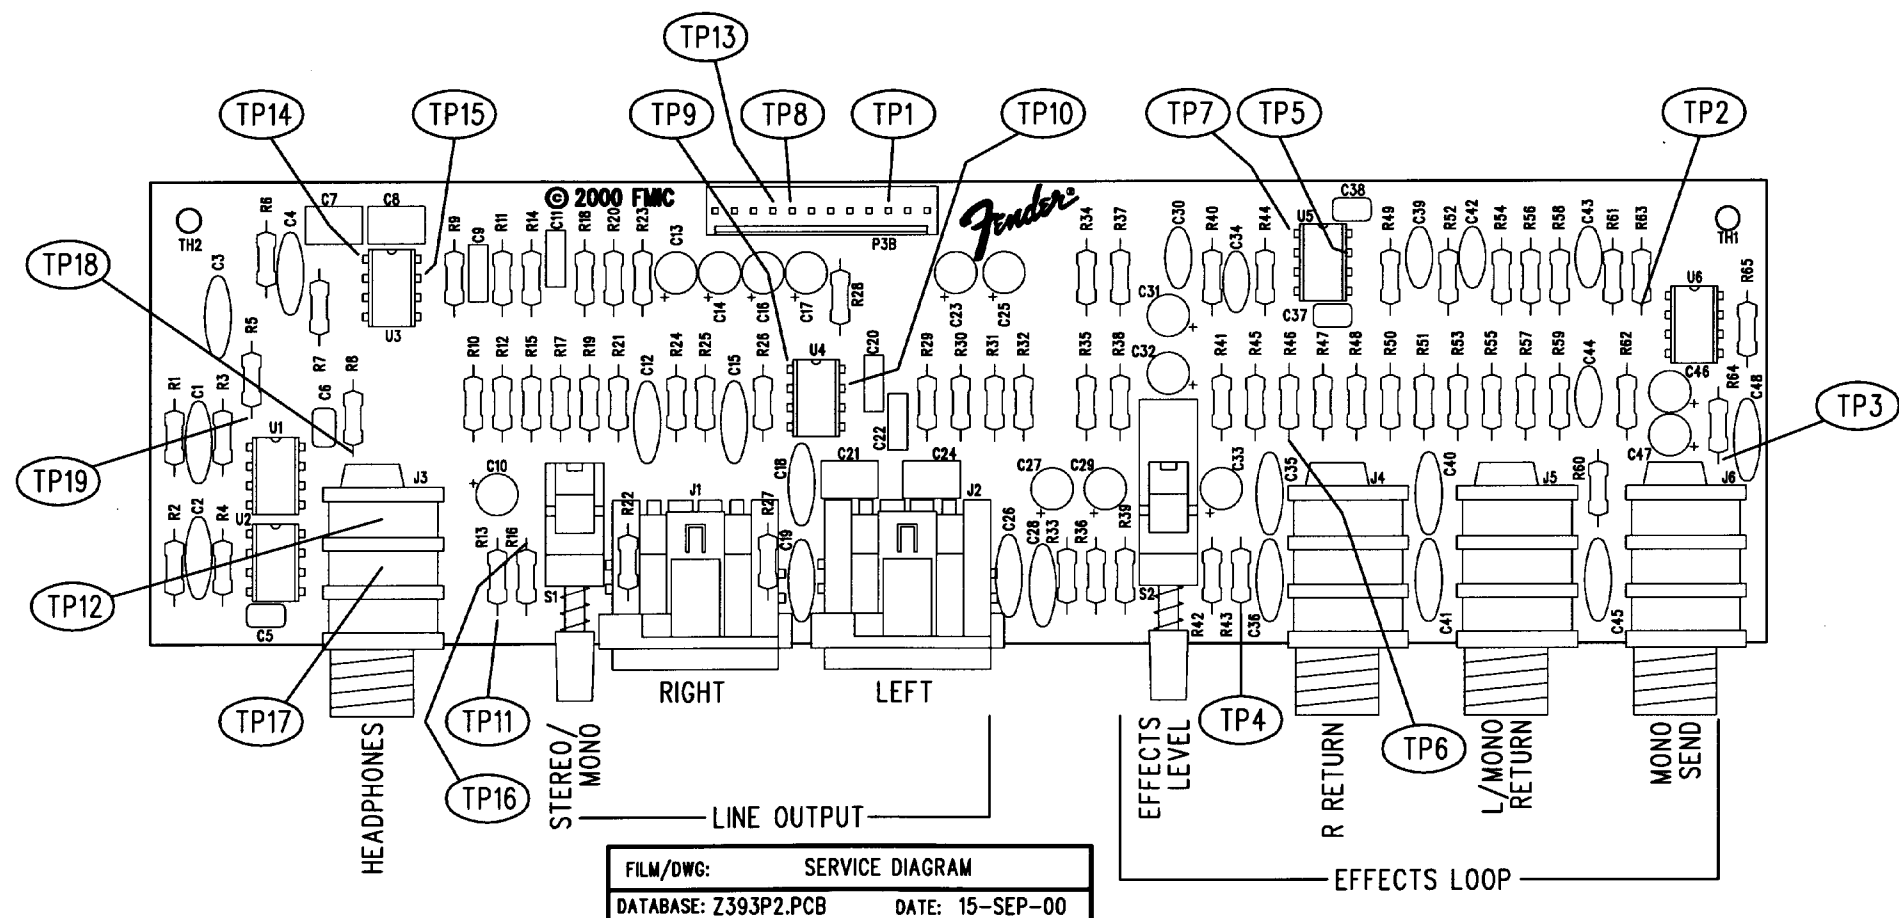 TP13
TP14
TP15
TP9
TP8
TP1
TP10
TP7
TP5
TP2
© 2000 FMIC
Fender®
P3B
TH2
TH1
R6 C4 C7 C8 R9 C9 R11 R14 C11 R18 R20 R23 C13 R34 R37 C30 R40 C34 R44 U5 C38 R49 C39 R52 C42 R54 R56 R58 C43 R61 R63
TP18
C3
U3
C14 C16 C17 R28 C23 C25 C31 C37 U6 R65
R5 R7 R8 R10 R12 R15 R17 R19 R21 C12 R24 R25 C15 R26 U4 C20 R29 R30 R31 R32 R35 R38 C32 R41 R45 R46 R47 R48 R50 R51 R53 R55 R57 R59 C44 R62 C46 R64 C48
R1 C1 R3 C6
U1
C22
C47
TP3
TP19
J3
C10
C18 C21 C24
J1
J2
C27 C29 C33 C35
J4
C40
J5
R60
J6
R2 C2 U2 R4
R13 R16 R22 R27 C19 C26 C28 R33 R36 R39
TP12
C5
S1
S2
R42 R43 C36 C41 C45
TP17
TP11
TP16
TP4
TP6
RIGHT
LEFT
HEADPHONES
STEREO/
MONO
LINE OUTPUT
EFFECTS
LEVEL
R RETURN
L/MONO
RETURN
MONO
SEND
EFFECTS LOOP
FILM/DWG: SERVICE DIAGRAM
DATABASE: Z393P2.PCB DATE: 15-SEP-00